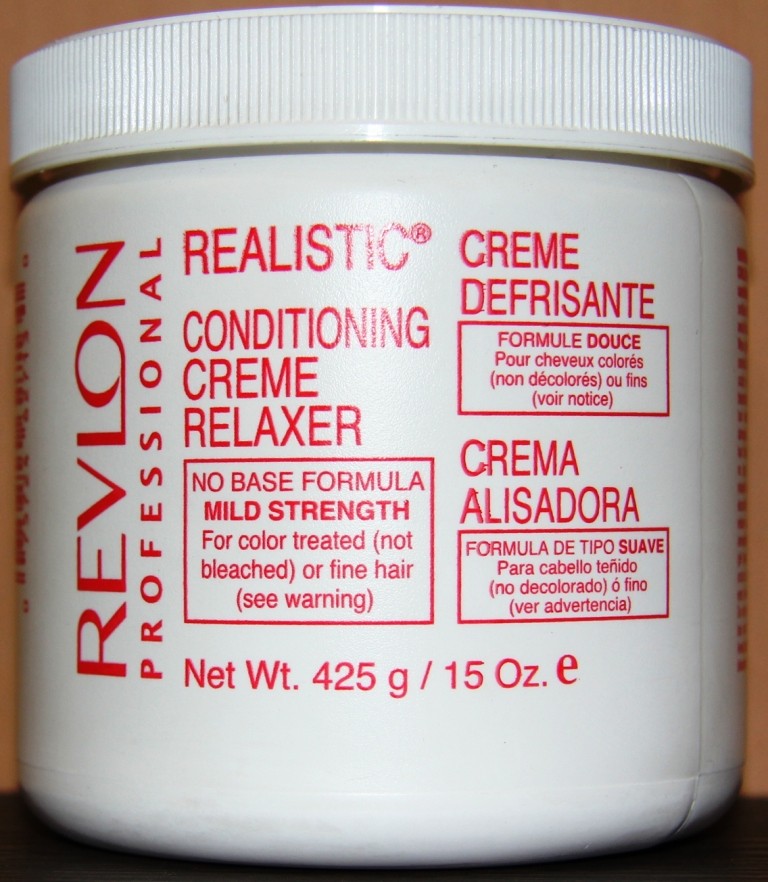 REVLON
PROFESSIONAL
REALISTIC®
CONDITIONING
CREME
RELAXER
NO BASE FORMULA
MILD STRENGTH
For color treated (not
bleached) or fine hair
(see warning)
CREME
DEFRISANTE
FORMULE DOUCE
Pour cheveux colorés
(non décolorés) ou fins
(voir notice)
CREMA
ALISADORA
FORMULA DE TIPO SUAVE
Para cabello teñido
(no decolorado) ó fino
(ver advertencia)
Net Wt. 425 g / 15 Oz. e